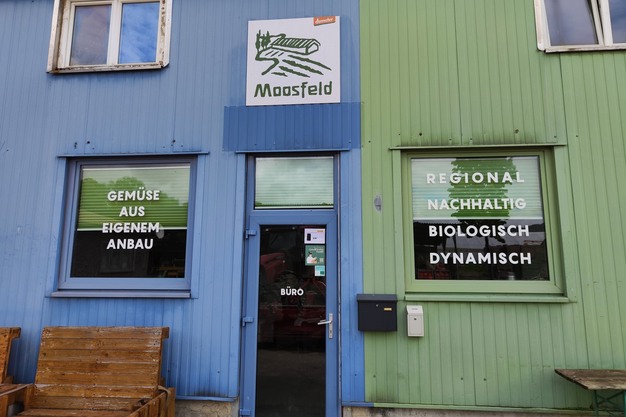 demeter
Moosfeld
GEMÜSE
AUS
EIGENEM
ANBAU
BÜRO
REGIONAL
NACHHALTIG
BIOLOGISCH
DYNAMISCH